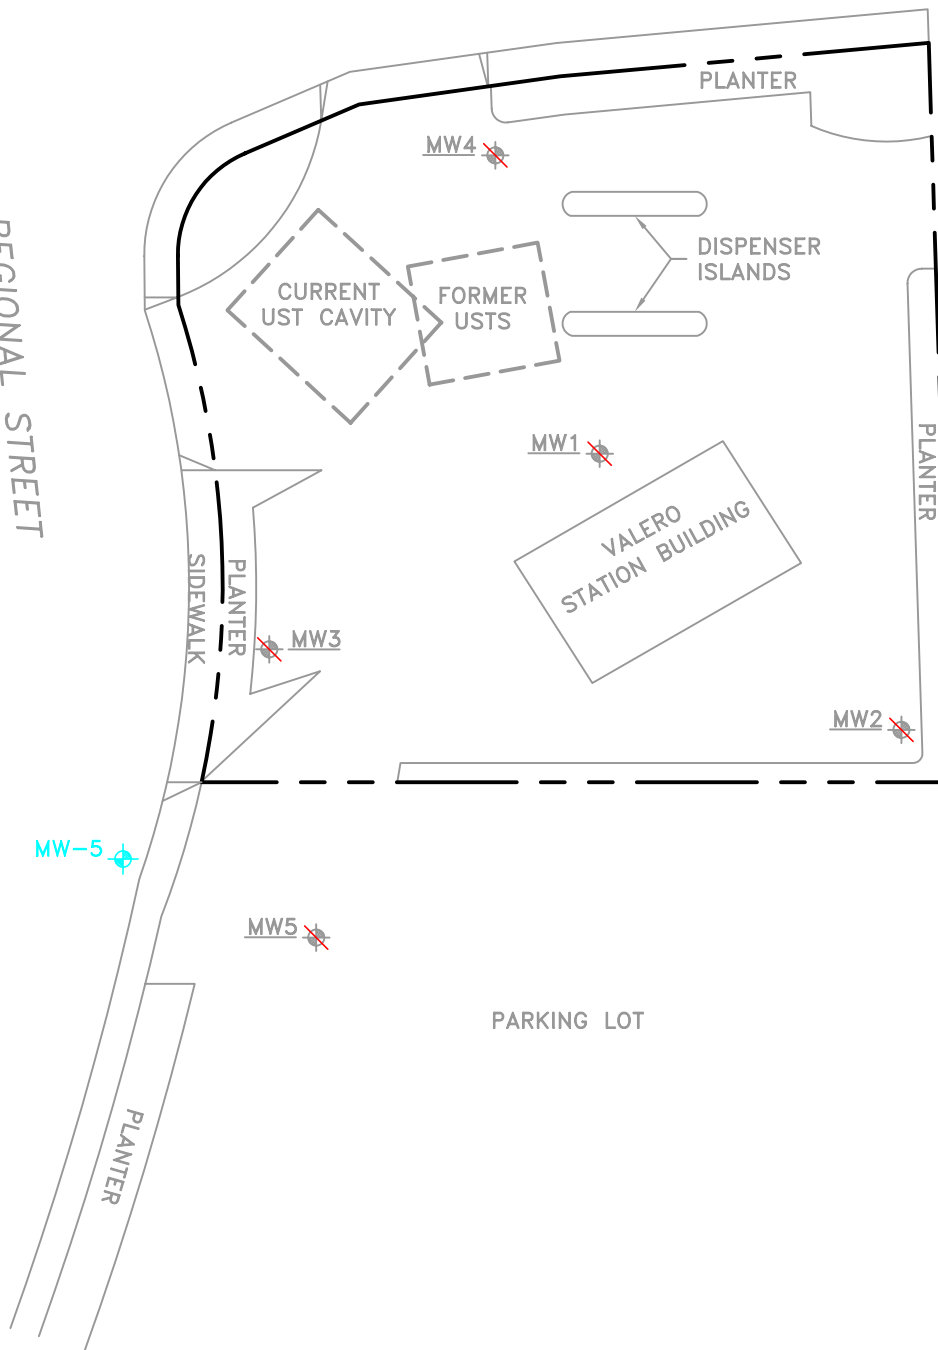 PLANTER
MW4
DISPENSER
ISLANDS
CURRENT
UST CAVITY
FORMER
USTS
REGIONAL STREET
MW1
PLANTER
VALERO
STATION BUILDING
SIDEWALK
PLANTER
MW3
MW2
MW-5
MW5
PARKING LOT
PLANTER